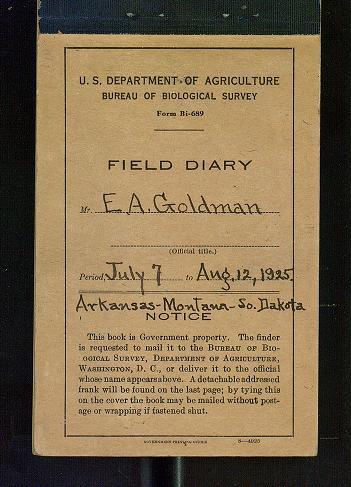 U. S. DEPARTMENT OF AGRICULTURE
BUREAU OF BIOLOGICAL SURVEY
Form Bi-689
FIELD DIARY
Mr. E. A. Goldman
(Official title.)
Period, July 7 to Aug. 12, 1925.
Arkansas-Montana-So. Dakota
NOTICE
This book is Government property. The finder
is requested to mail it to the BUREAU OF BIO-
LOGICAL SURVEY, DEPARTMENT OF AGRICULTURE,
WASHINGTON, D. C., or deliver it to the official
whose name appears above. A detachable addressed
frank will be found on the last page; by tying this
on the cover the book may be mailed without post-
age or wrapping if fastened shut.
GOVERNMENT PRINTING OFFICE